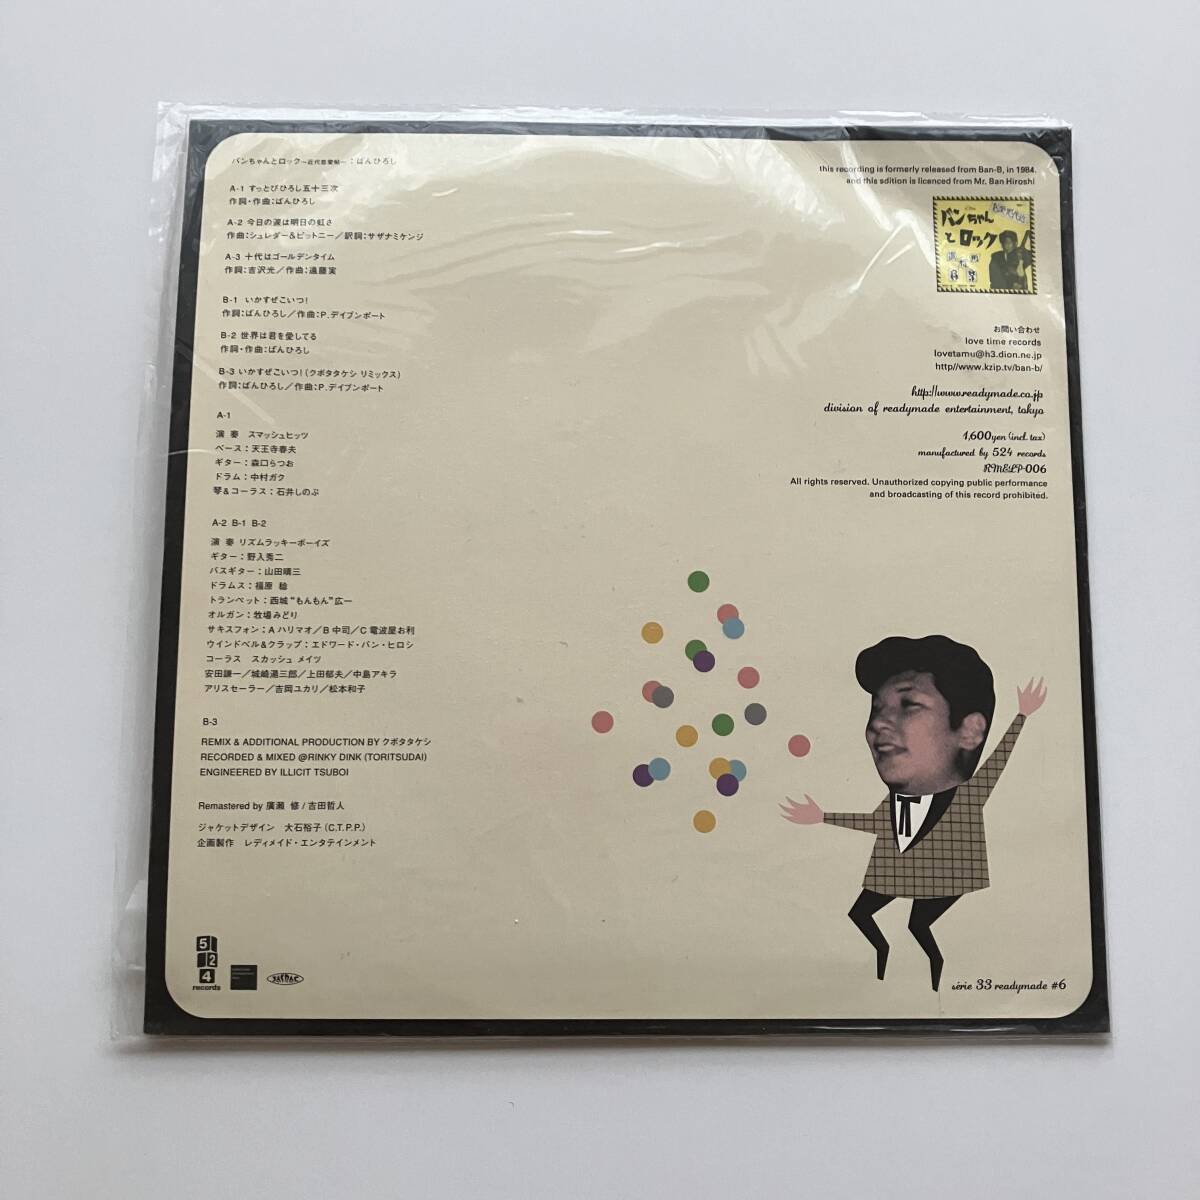 バンちゃんとロック〜近代音楽帖〜：ばんひろし
A-1 すっとびひろし五十三次
作詞・作曲：ばんひろし
A-2 今日の涙は明日の虹さ
作曲：シュレダー＆ピットニー／訳詞：サザナミケンジ
A-3 十代はゴールデンタイム
作詞：吉沢光／作曲：遠藤実
B-1 いかすぜこいつ！
作詞：ばんひろし／作曲：P.デイブンポート
B-2 世界は君を愛してる
作詞・作曲：ばんひろし
B-3 いかすぜこいつ！（クボタタケシ リミックス）
作詞：ばんひろし／作曲：P.デイブンポート
A-1
演 奏 スマッシュヒッツ
ベース：天王寺春夫
ギター：森口らつお
ドラム：中村ガク
琴＆コーラス：石井しのぶ
A-2 B-1 B-2
演 奏 リズムラッキーボーイズ
ギター：野入秀二
バスギター：山田晴三
ドラムス：福原 稔
トランペット：西城“もんもん”広一
オルガン：牧場みどり
サキスフォン：A ハリマオ／B 中司／C 電波屋お利
ウインドベル＆クラップ：エドワード・バン・ヒロシ
コーラス スカッシュ メイツ
安田謙一／城崎湯三郎／上田郁夫／中島アキラ
アリスセーラー／吉岡ユカリ／松本和子
B-3
REMIX & ADDITIONAL PRODUCTION BY クボタタケシ
RECORDED & MIXED @RINKY DINK (TORITSUDAI)
ENGINEERED BY ILLICIT TSUBOI
Remastered by 廣瀬 修 / 吉田哲人
ジャケットデザイン 大石裕子（C.T.P.P.）
企画製作 レディメイド・エンタテインメント
5
2
4
records
JASRAC
this recording is formerly released from Ban-B, in 1984.
and this sdition is licanced from Mr. Ban Hiroshi
バンちゃん
と ロック
63
お問い合わせ
love time records
lovetamu@h3.dion.ne.jp
http//www.kzip.tv/ban-b/
http://www.readymade.co.jp
division of readymade entertainment, tokyo
1,600yen (incl. tax)
manufactured by 524 records
RMELP-006
All rights reserved. Unauthorized copying public performance
and broadcasting of this record prohibited.
série 33 readymade #6